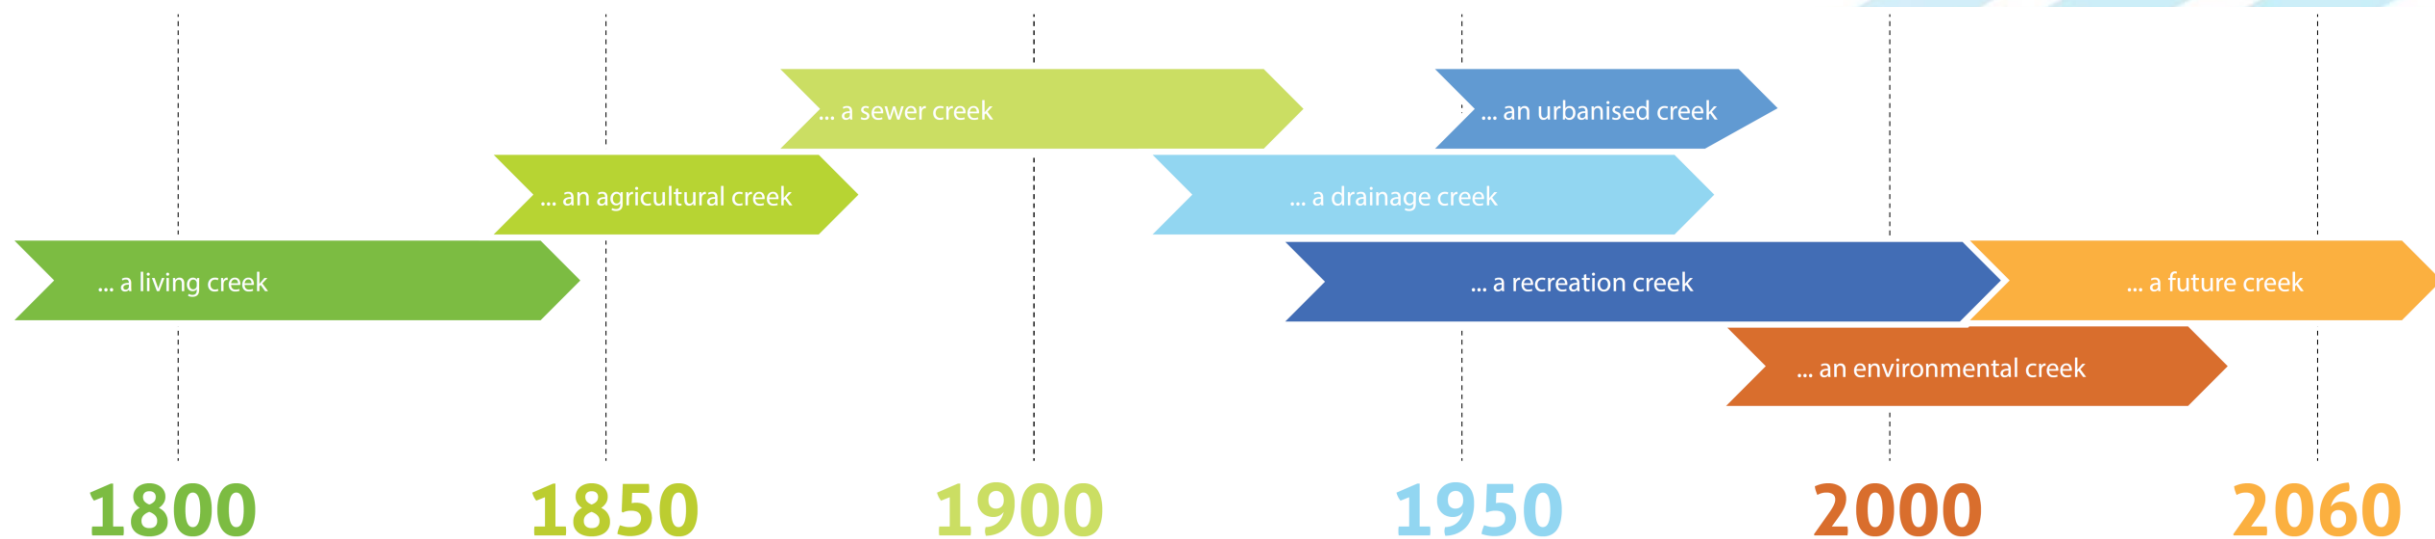 ... a sewer creek
... an urbanised creek
... an agricultural creek
... a drainage creek
... a living creek
... a recreation creek
... a future creek
... an environmental creek
1800
1850
1900
1950
2000
2060